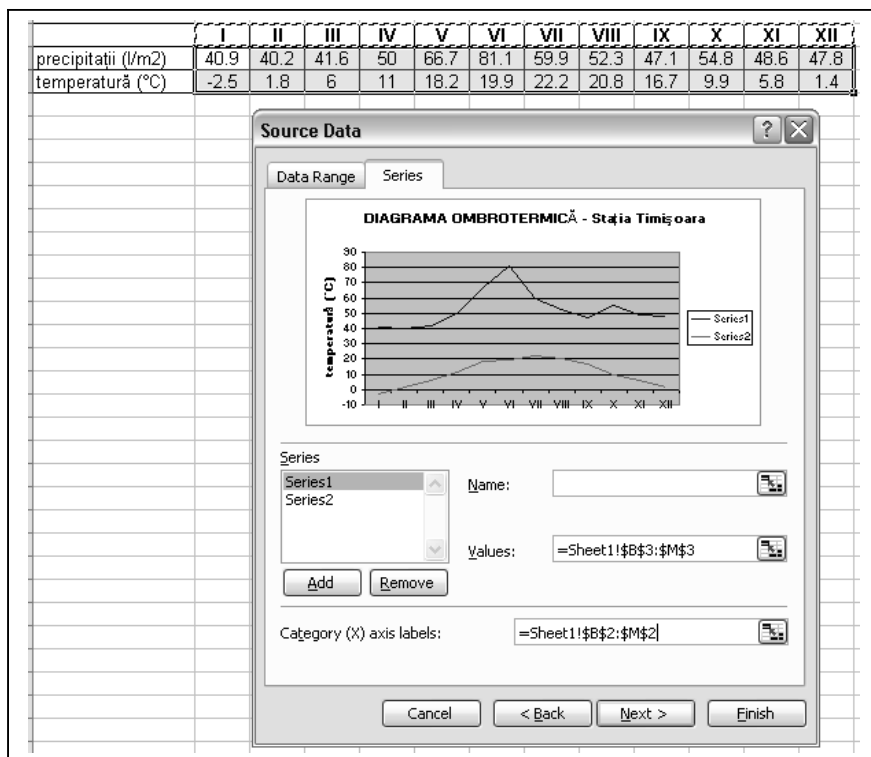 I II III IV V VI VII VIII IX X XI XII
precipitații (l/m2) 40.9 40.2 41.6 50 66.7 81.1 59.9 52.3 47.1 54.8 48.6 47.8
temperatură (°C) -2.5 1.8 6 11 18.2 19.9 22.2 20.8 16.7 9.9 5.8 1.4
Source Data ? X
Data Range Series
DIAGRAMA OMBROTERMICĂ - Stația Timișoara
temperatură (°C)
90
80
70
60
50
40
30
20
10
0
-10
I II III IV V VI VII VIII IX X XI XII
Series1
Series2
Series
Series1
Series2
Name:
Values: =Sheet1!$B$3:$M$3
Add Remove
Category (X) axis labels: =Sheet1!$B$2:$M$2
Cancel < Back Next > Finish